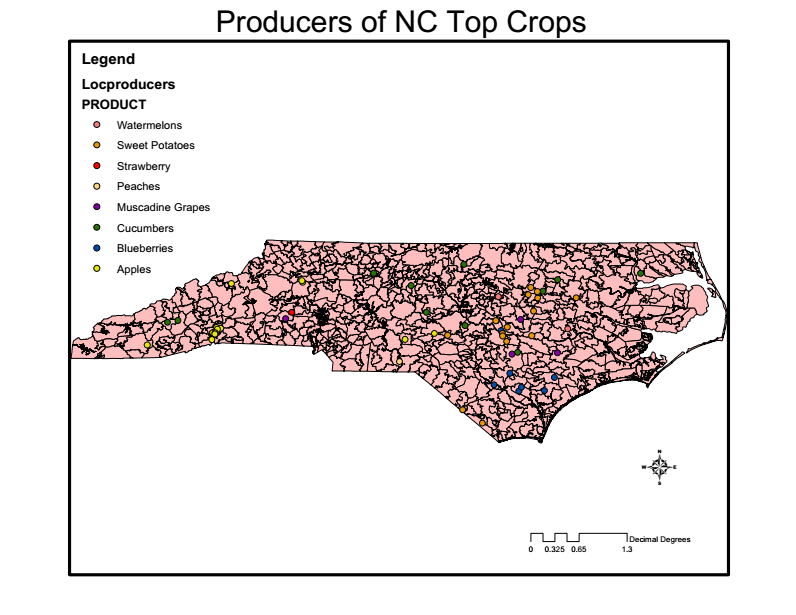 Producers of NC Top Crops
Legend
Locproducers
PRODUCT
Watermelons
Sweet Potatoes
Strawberry
Peaches
Muscadine Grapes
Cucumbers
Blueberries
Apples
N
W E
S
Decimal Degrees
0 0.325 0.65 1.3